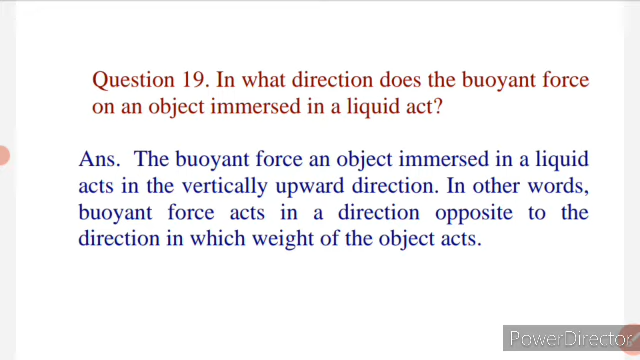 Question 19. In what direction does the buoyant force
on an object immersed in a liquid act?
Ans. The buoyant force an object immersed in a liquid
acts in the vertically upward direction. In other words,
buoyant force acts in a direction opposite to the
direction in which weight of the object acts.
PowerDirector